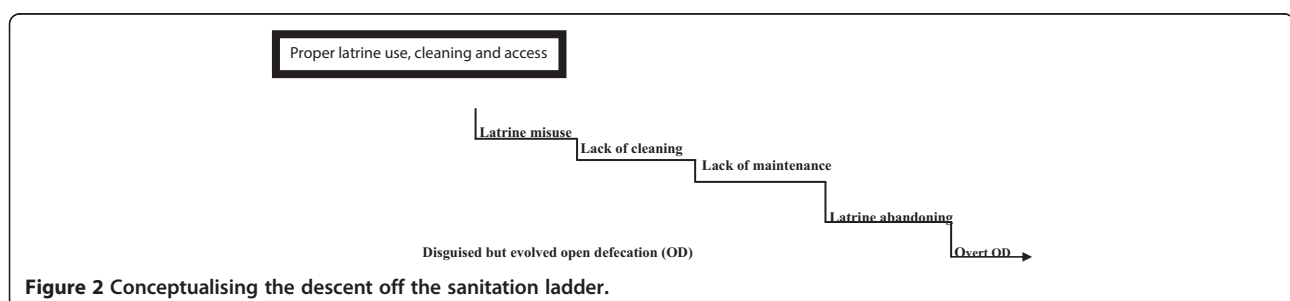 Proper latrine use, cleaning and access
Latrine misuse
Lack of cleaning
Lack of maintenance
Latrine abandoning
Disguised but evolved open defecation (OD)
Overt OD
Figure 2 Conceptualising the descent off the sanitation ladder.